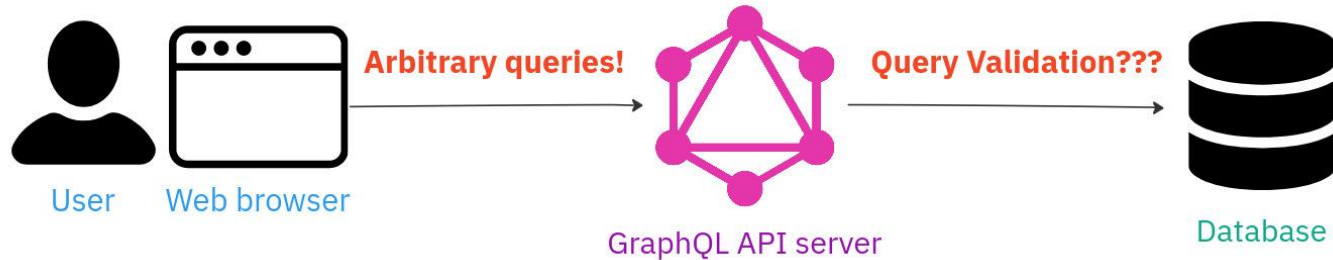 Arbitrary queries!
Query Validation???
User
Web browser
GraphQL API server
Database